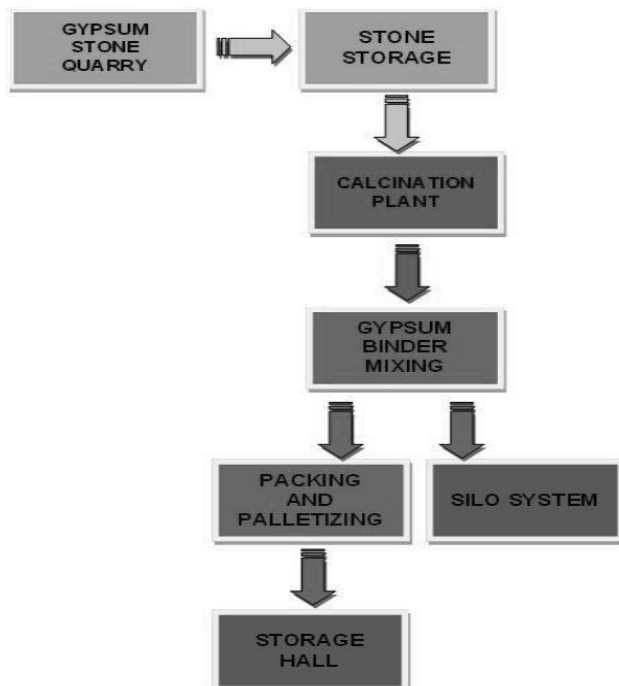 GYPSUM
STONE
QUARRY
STONE
STORAGE
CALCINATION
PLANT
GYPSUM
BINDER
MIXING
PACKING
AND
PALLETIZING
SILO SYSTEM
STORAGE
HALL